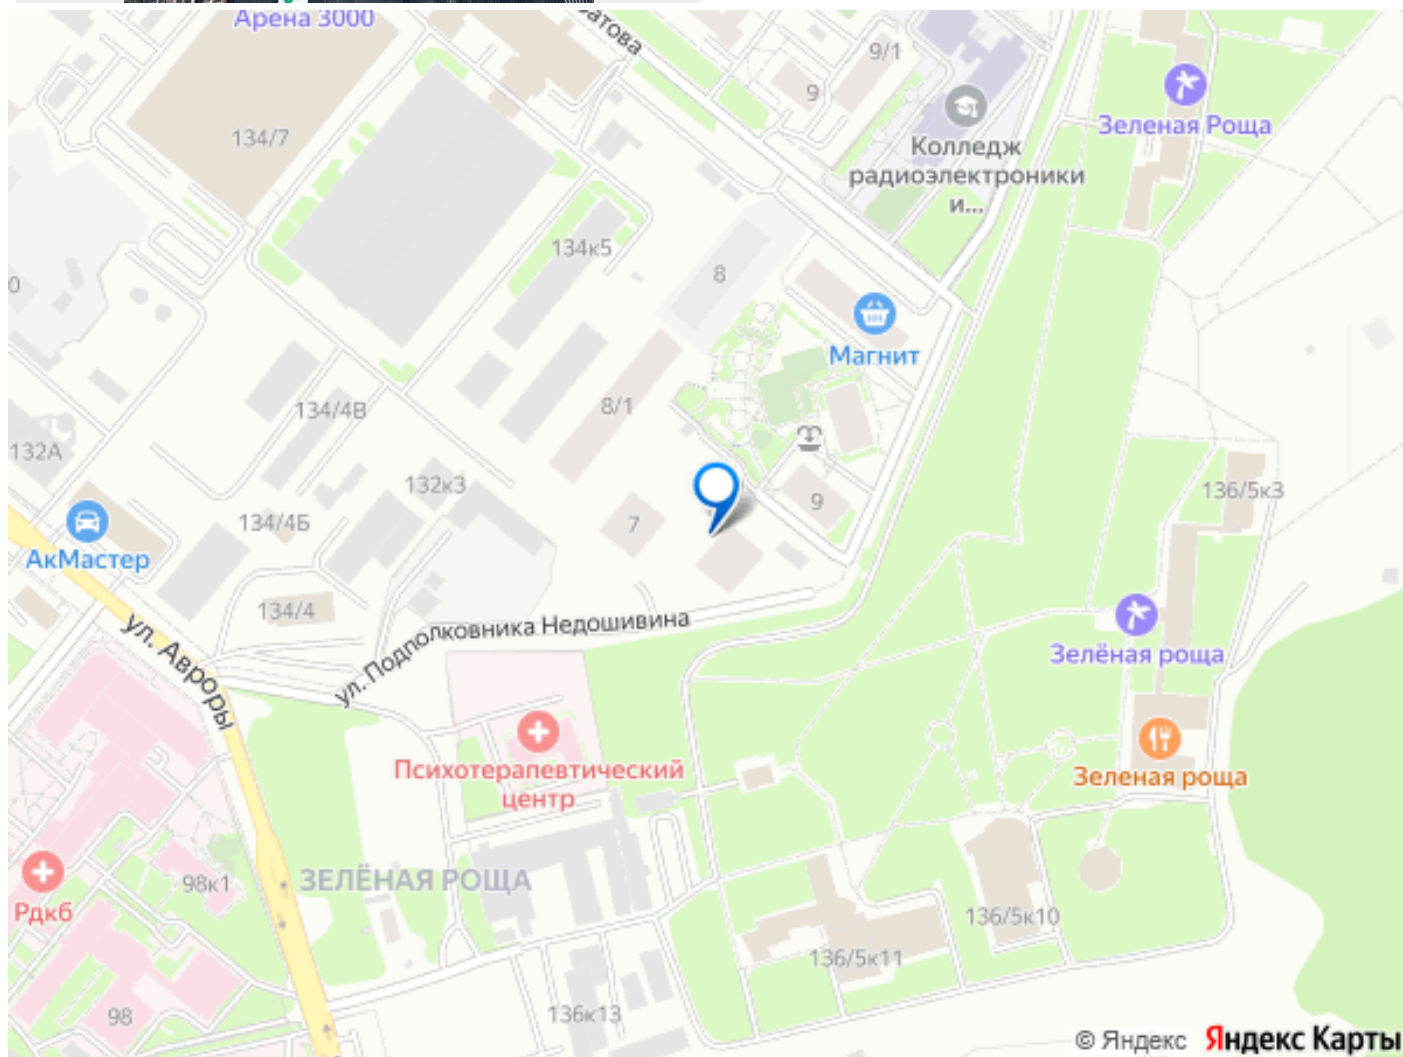 Арена 3000
затова
9/1
9
134/7
Зеленая Роща
Колледж
радиоэлектроники
и...
134к5
8
0
Магнит
134/4В
8/1
132А
132к3
136/5к3
134/4Б
7
9
АкМастер
134/4
ул. Подполковника Недошивина
ул. Авроры
Зелёная роща
Психотерапевтический
центр
Зеленая роща
98к1
ЗЕЛЁНАЯ РОЩА
Рдкб
136/5к10
136/5к11
98
136к13
© Яндекс Яндекс Карты